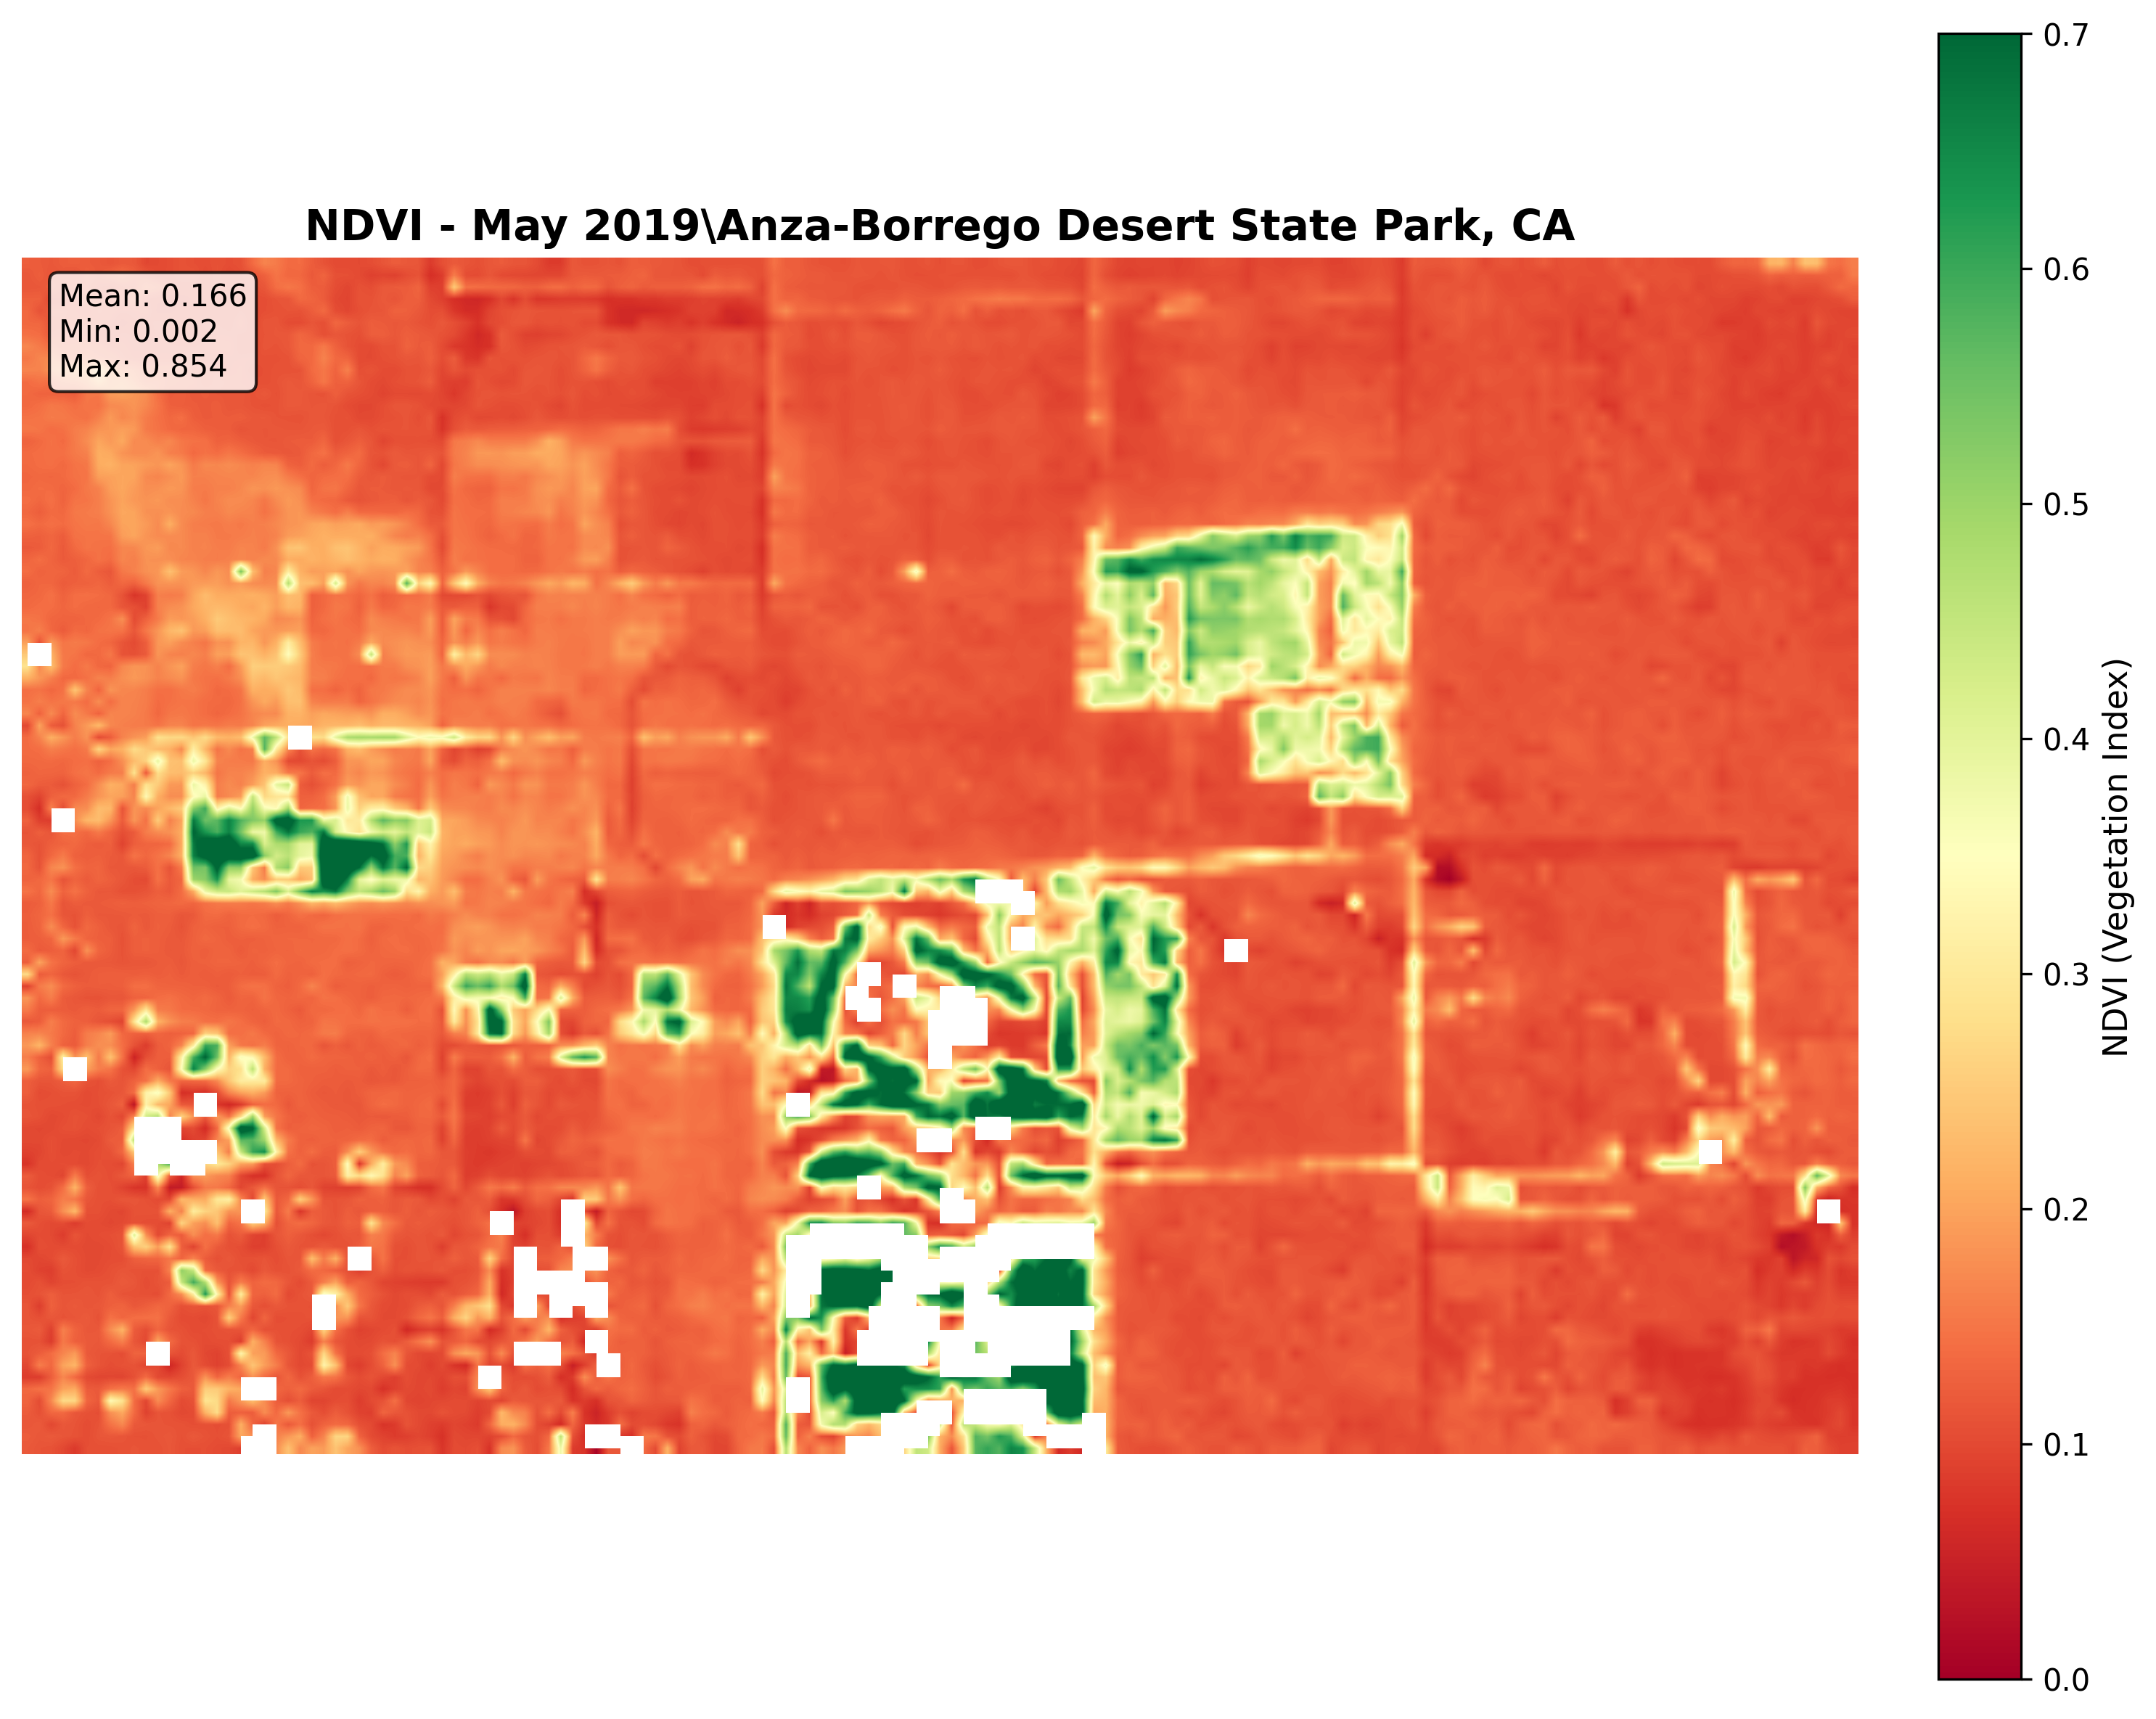 NDVI - May 2019\Anza-Borrego Desert State Park, CA
Mean: 0.166
Min: 0.002
Max: 0.854
0.7
0.6
0.5
0.4
0.3
0.2
0.1
0.0
NDVI (Vegetation Index)